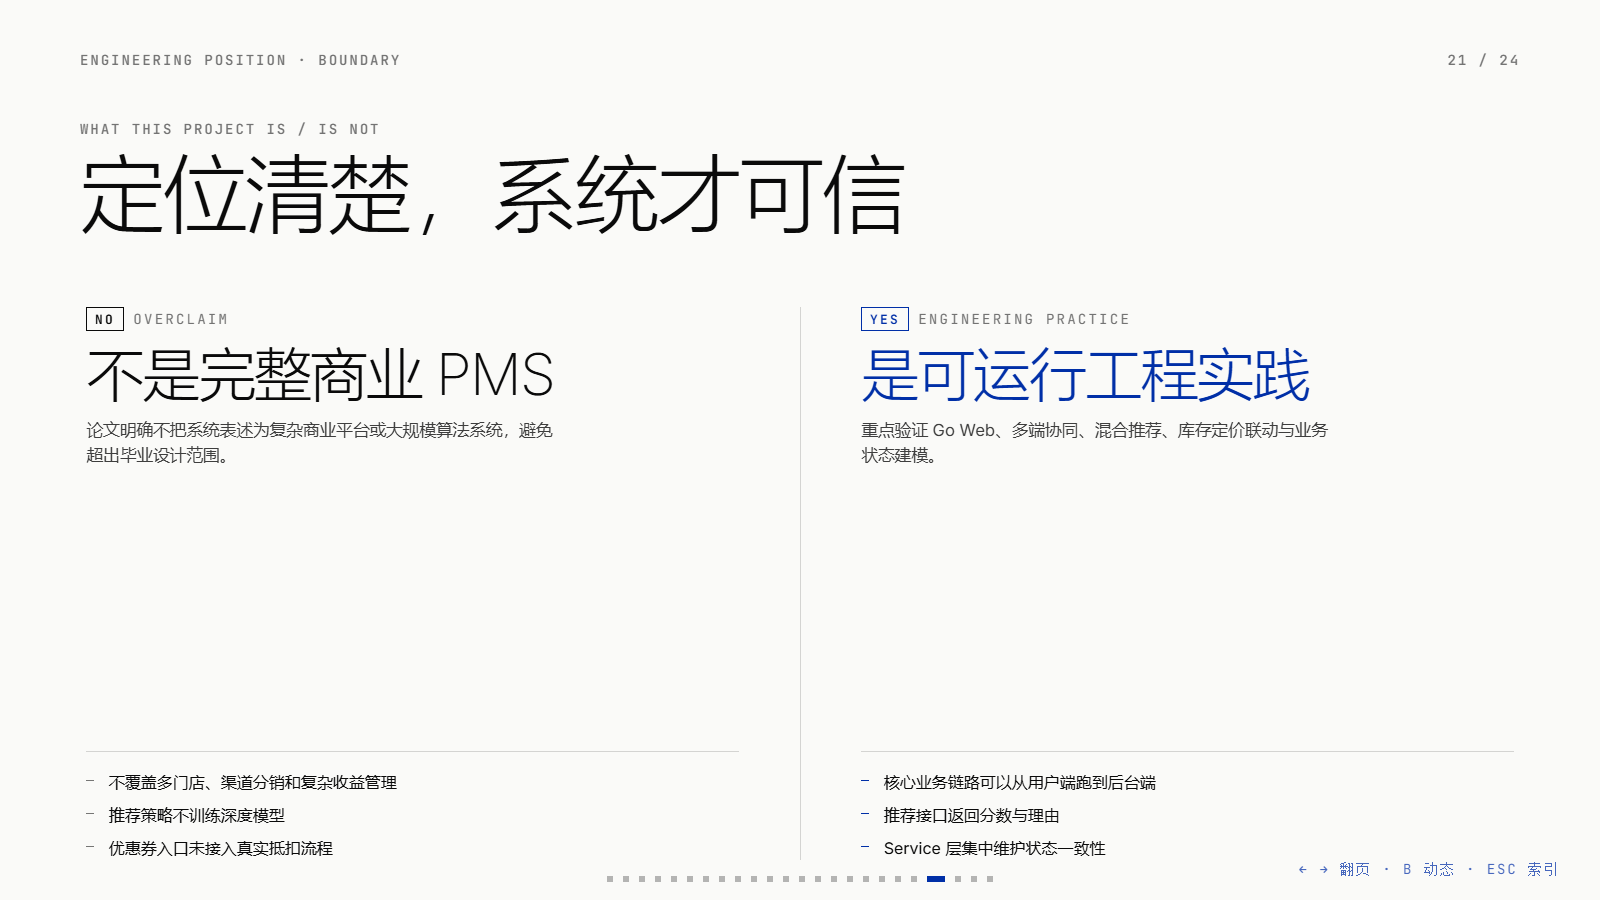 ENGINEERING POSITION · BOUNDARY
21 / 24
WHAT THIS PROJECT IS / IS NOT
定位清楚，系统才可信
NO OVERCLAIM
不是完整商业 PMS
论文明确不把系统表述为复杂商业平台或大规模算法系统，避免
超出毕业设计范围。
– 不覆盖多门店、渠道分销和复杂收益管理
– 推荐策略不训练深度模型
– 优惠券入口未接入真实抵扣流程
YES ENGINEERING PRACTICE
是可运行工程实践
重点验证 Go Web、多端协同、混合推荐、库存定价联动与业务
状态建模。
– 核心业务链路可以从用户端跑到后台端
– 推荐接口返回分数与理由
– Service 层集中维护状态一致性
← → 翻页 · B 动态 · ESC 索引